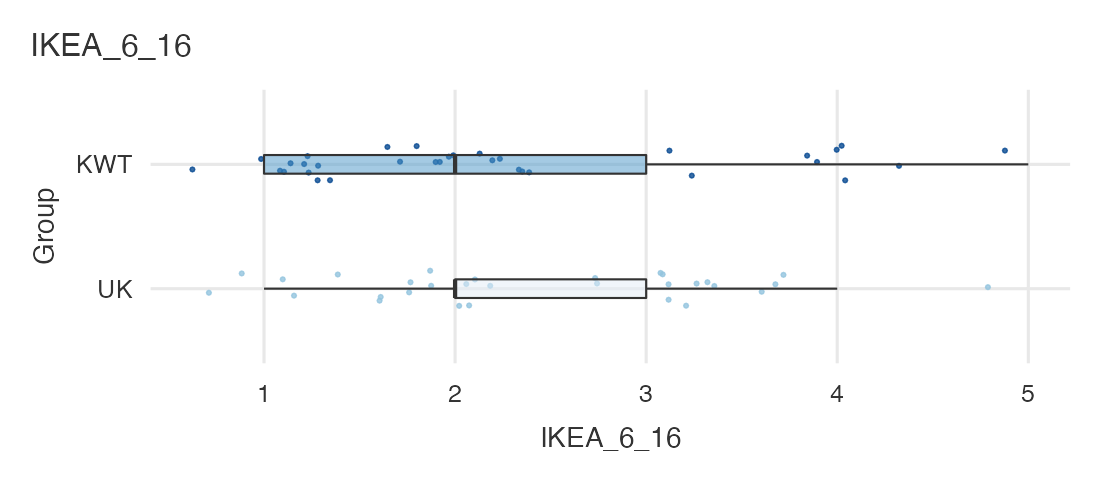 IKEA_6_16
Group
KWT
UK
1 2 3 4 5
IKEA_6_16